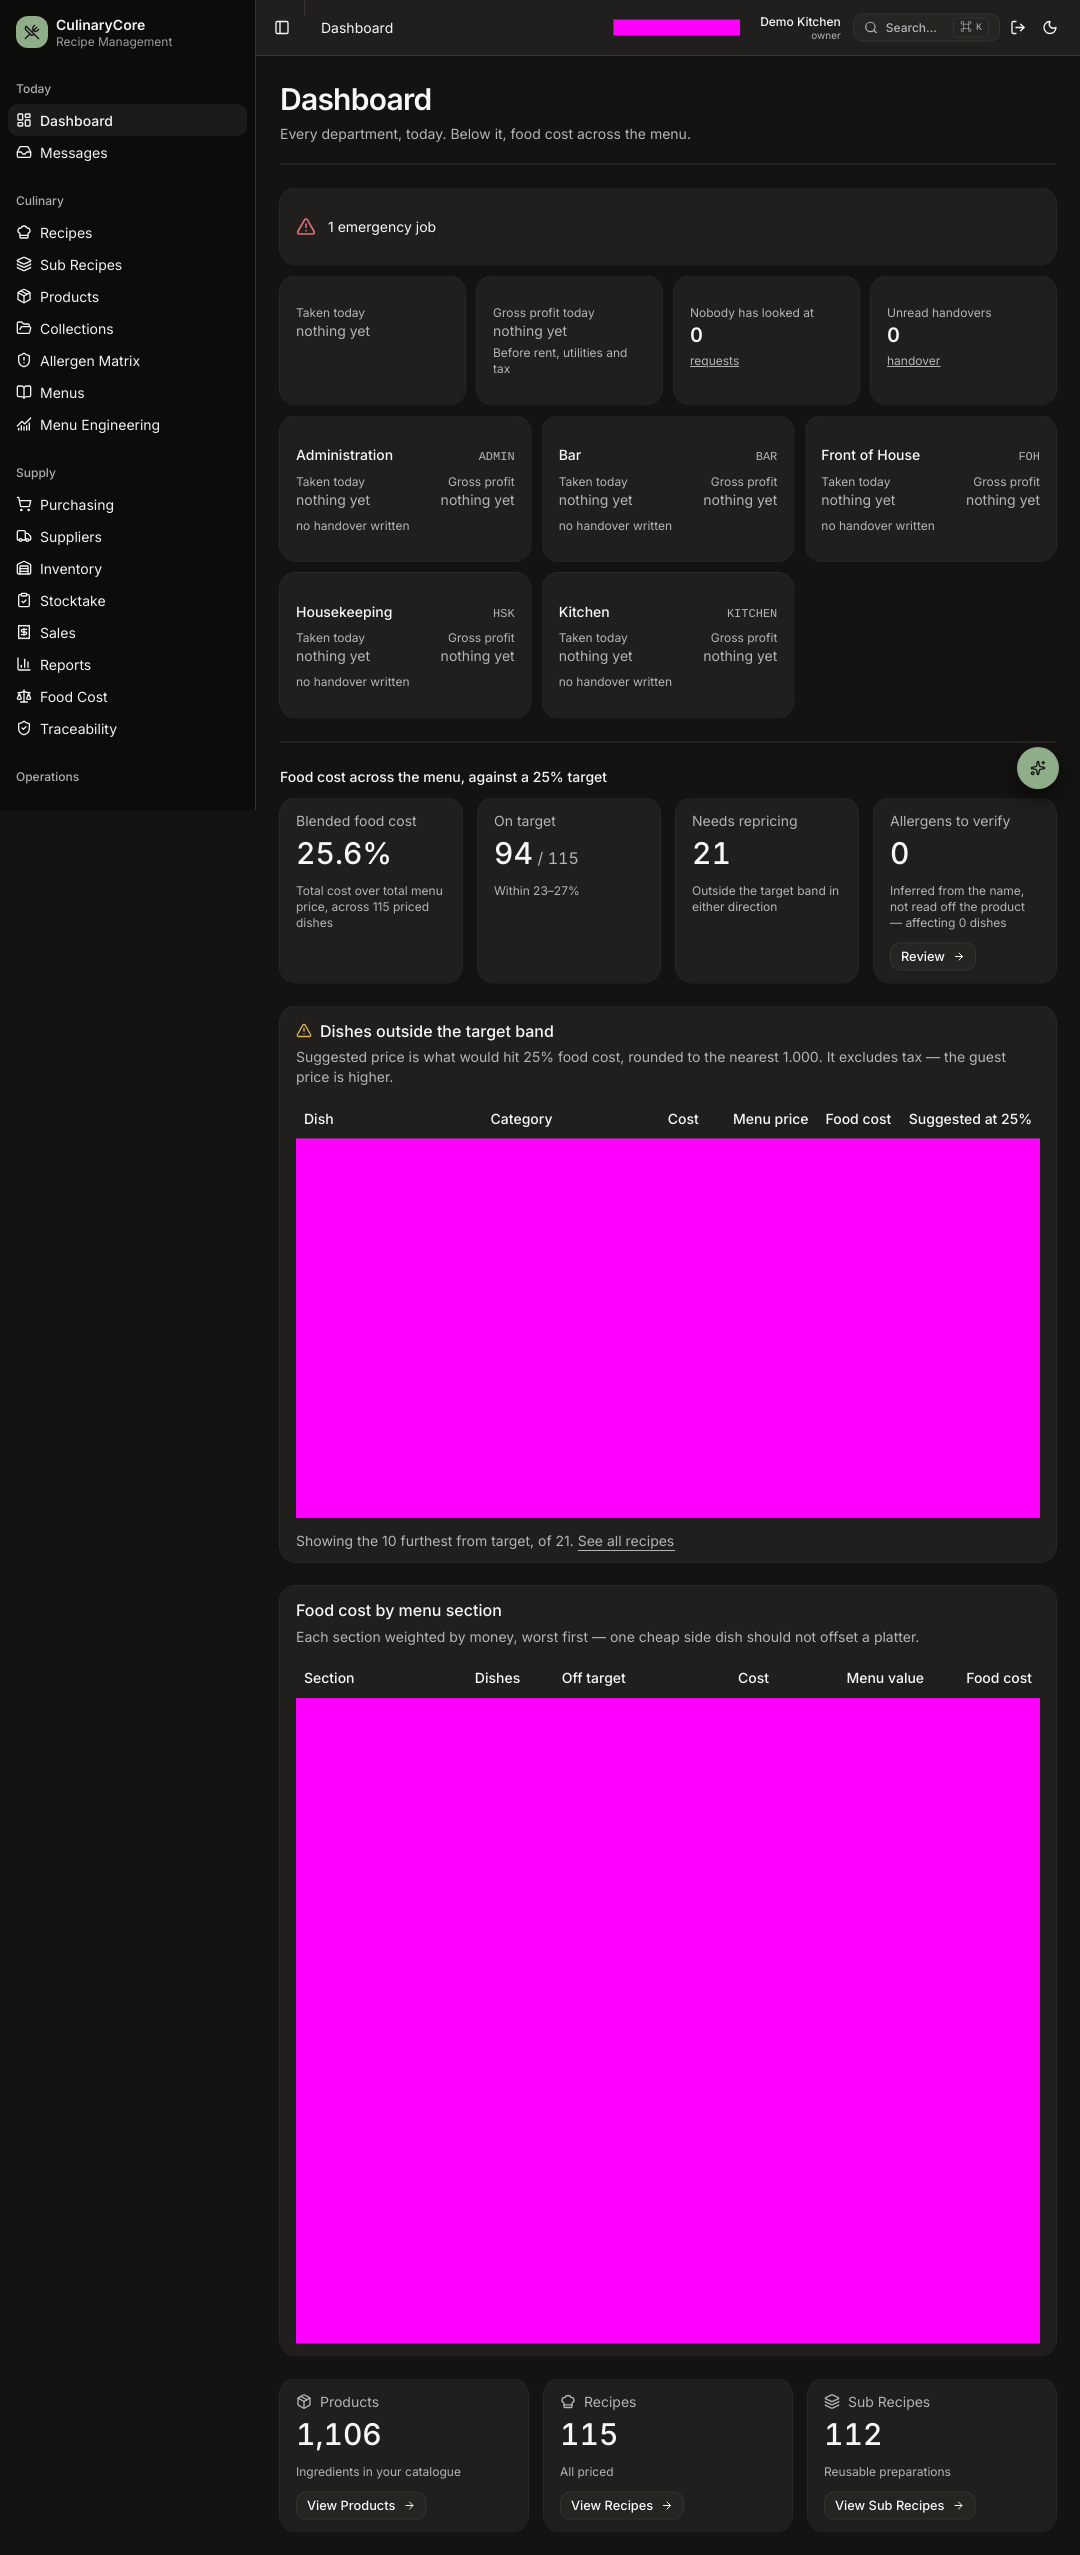 CulinaryCore
Recipe Management
Today
Dashboard
Messages
Culinary
Recipes
Sub Recipes
Products
Collections
Allergen Matrix
Menus
Menu Engineering
Supply
Purchasing
Suppliers
Inventory
Stocktake
Sales
Reports
Food Cost
Traceability
Operations
Dashboard
Demo Kitchen
owner
Search...
⌘ K
Dashboard
Every department, today. Below it, food cost across the menu.
1 emergency job
Taken today
nothing yet
Gross profit today
nothing yet
Before rent, utilities and
tax
Nobody has looked at
0
requests
Unread handovers
0
handover
Administration ADMIN
Taken today Gross profit
nothing yet nothing yet
no handover written
Bar BAR
Taken today Gross profit
nothing yet nothing yet
no handover written
Front of House FOH
Taken today Gross profit
nothing yet nothing yet
no handover written
Housekeeping HSK
Taken today Gross profit
nothing yet nothing yet
no handover written
Kitchen KITCHEN
Taken today Gross profit
nothing yet nothing yet
no handover written
Food cost across the menu, against a 25% target
Blended food cost
25.6%
Total cost over total menu
price, across 115 priced
dishes
On target
94 / 115
Within 23–27%
Needs repricing
21
Outside the target band in
either direction
Allergens to verify
0
Inferred from the name,
not read off the product
— affecting 0 dishes
Review →
Dishes outside the target band
Suggested price is what would hit 25% food cost, rounded to the nearest 1.000. It excludes tax — the guest
price is higher.
Dish Category Cost Menu price Food cost Suggested at 25%
Showing the 10 furthest from target, of 21. See all recipes
Food cost by menu section
Each section weighted by money, worst first — one cheap side dish should not offset a platter.
Section Dishes Off target Cost Menu value Food cost
Products
1,106
Ingredients in your catalogue
View Products →
Recipes
115
All priced
View Recipes →
Sub Recipes
112
Reusable preparations
View Sub Recipes →